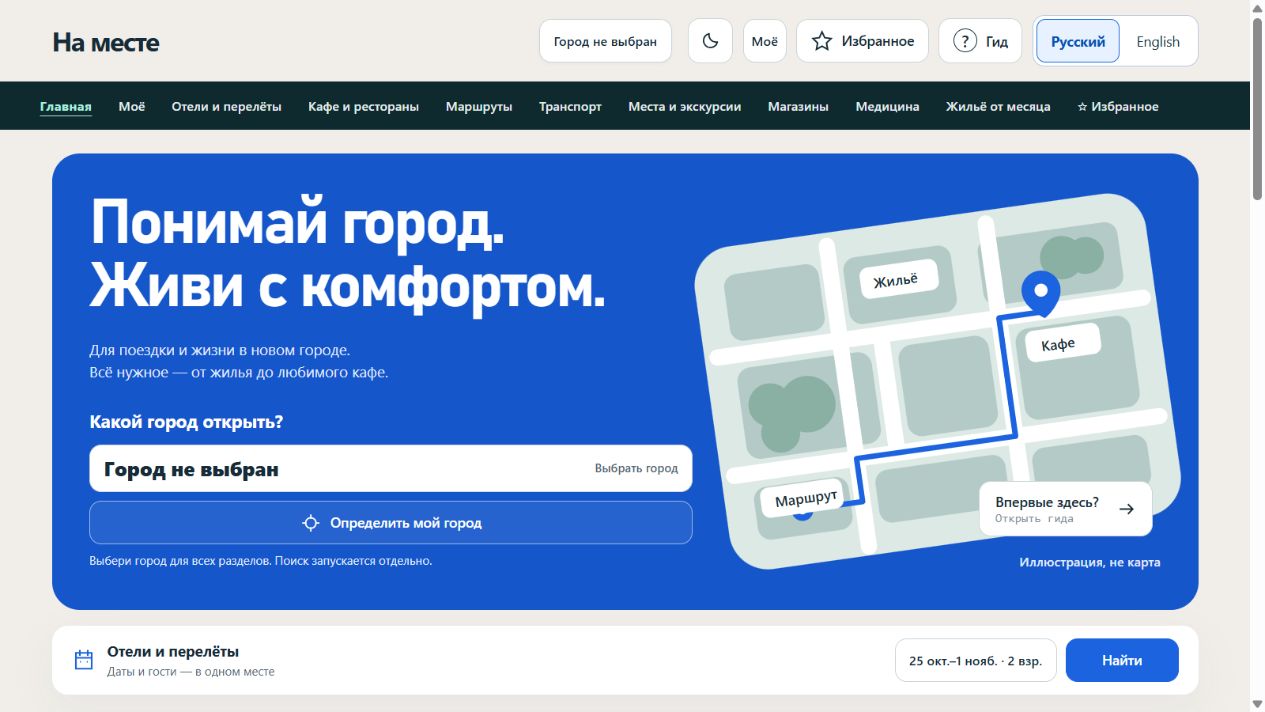 На месте
Город не выбран
Моё
Избранное
? Гид
Русский
English
Главная
Моё
Отели и перелёты
Кафе и рестораны
Маршруты
Транспорт
Места и экскурсии
Магазины
Медицина
Жильё от месяца
☆ Избранное
Понимай город.
Живи с комфортом.
Для поездки и жизни в новом городе.
Всё нужное — от жилья до любимого кафе.
Какой город открыть?
Город не выбран
Выбрать город
Определить мой город
Выбери город для всех разделов. Поиск запускается отдельно.
Жильё
Кафе
Маршрут
Впервые здесь?
Открыть гида
Иллюстрация, не карта
Отели и перелёты
Даты и гости — в одном месте
25 окт.–1 нояб. · 2 взр.
Найти